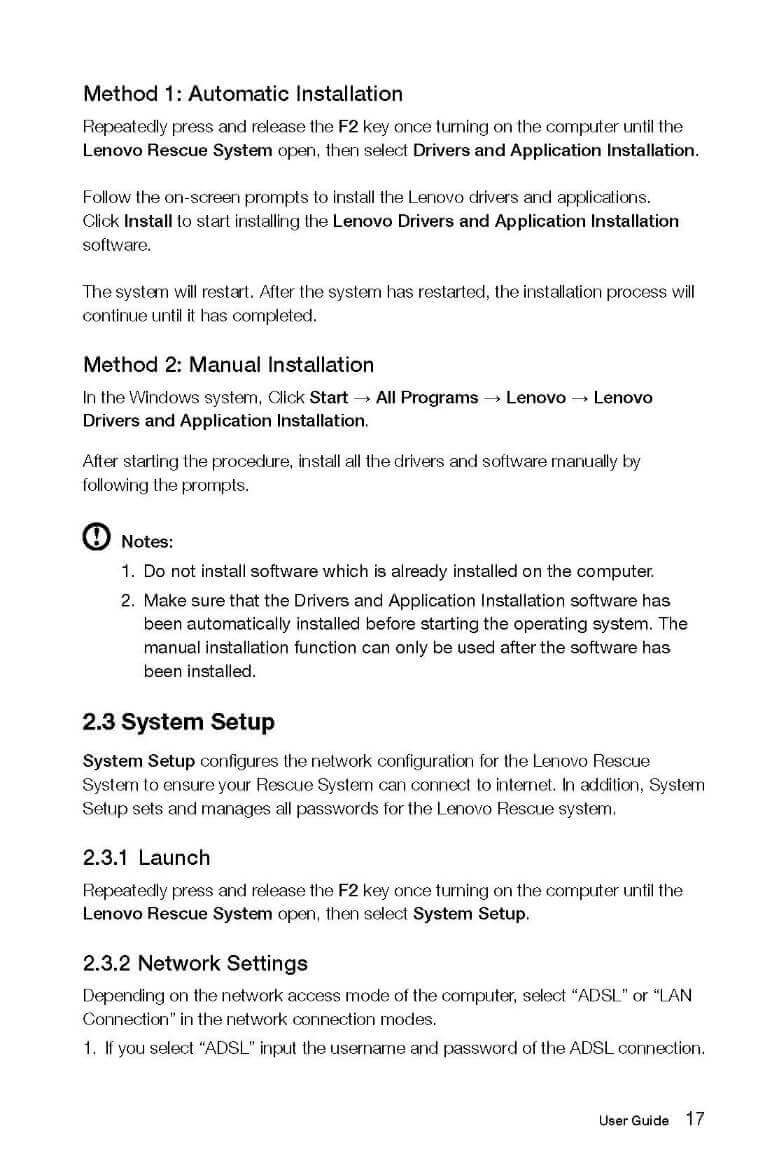 Method 1: Automatic Installation
Repeatedly press and release the F2 key once turning on the computer until the
Lenovo Rescue System open, then select Drivers and Application Installation.
Follow the on-screen prompts to install the Lenovo drivers and applications.
Click Install to start installing the Lenovo Drivers and Application Installation
software.
The system will restart. After the system has restarted, the installation process will
continue until it has completed.
Method 2: Manual Installation
In the Windows system, Click Start → All Programs → Lenovo → Lenovo
Drivers and Application Installation.
After starting the procedure, install all the drivers and software manually by
following the prompts.
Notes:
1. Do not install software which is already installed on the computer.
2. Make sure that the Drivers and Application Installation software has
been automatically installed before starting the operating system. The
manual installation function can only be used after the software has
been installed.
2.3 System Setup
System Setup configures the network configuration for the Lenovo Rescue
System to ensure your Rescue System can connect to internet. In addition, System
Setup sets and manages all passwords for the Lenovo Rescue system.
2.3.1 Launch
Repeatedly press and release the F2 key once turning on the computer until the
Lenovo Rescue System open, then select System Setup.
2.3.2 Network Settings
Depending on the network access mode of the computer, select “ADSL” or “LAN
Connection” in the network connection modes.
1. If you select “ADSL” input the username and password of the ADSL connection.
User Guide 17